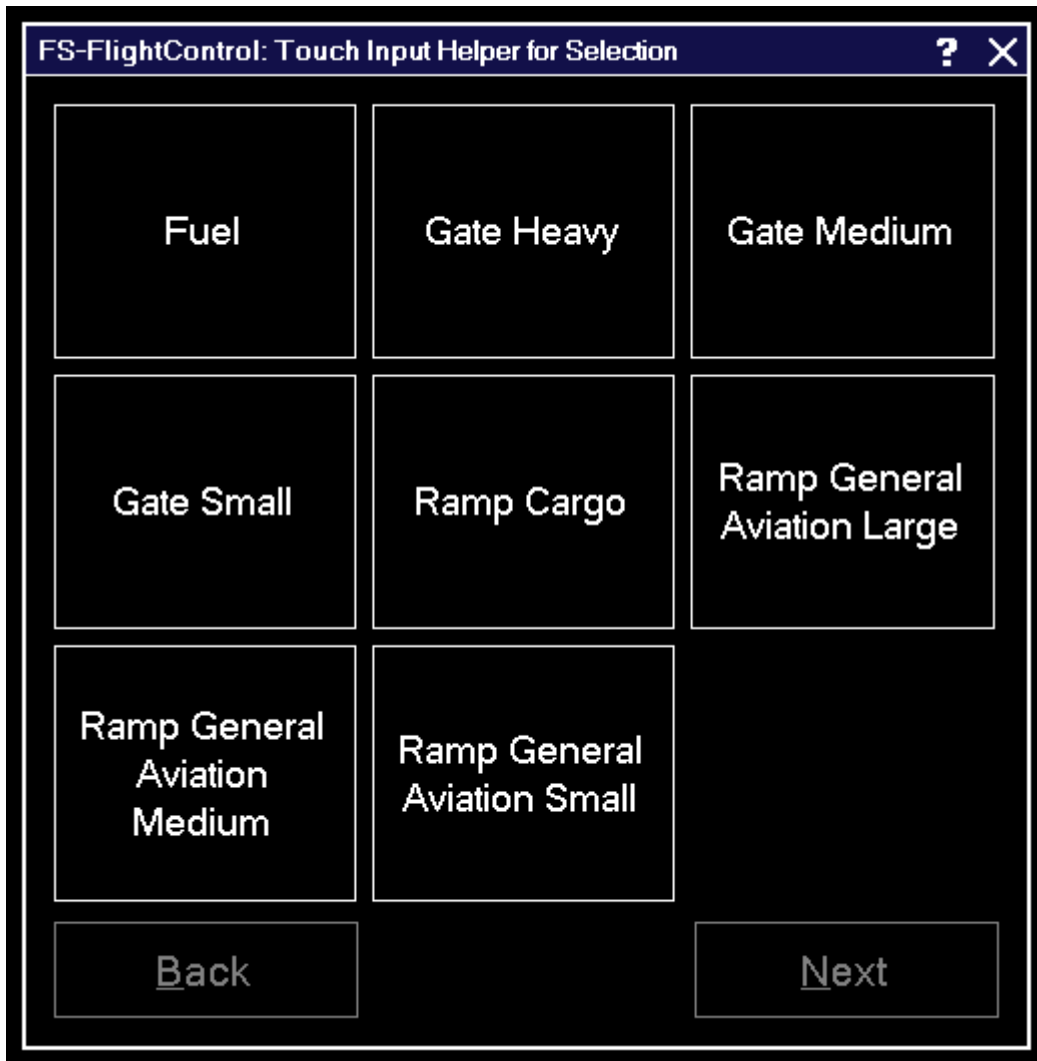 FS-FlightControl: Touch Input Helper for Selection ? X
Fuel
Gate Heavy
Gate Medium
Gate Small
Ramp Cargo
Ramp General
Aviation Large
Ramp General
Aviation
Medium
Ramp General
Aviation Small
Back
Next